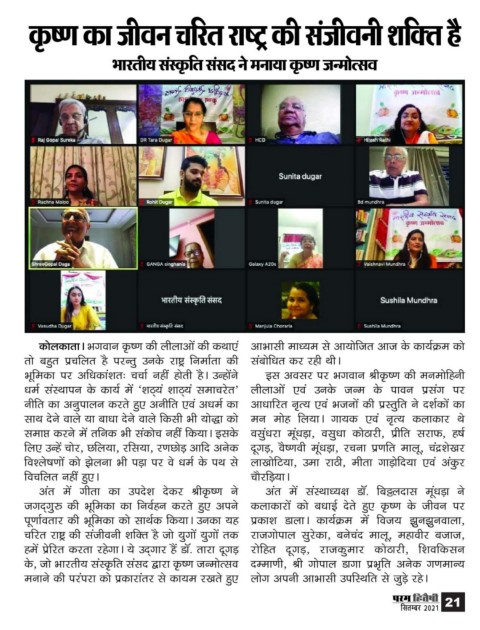 कृष्ण का जीवन चरित राष्ट्र की संजीवनी शक्ति है
भारतीय संस्कृति संसद ने मनाया कृष्ण जन्मोत्सव
Raj Gopal Sureka
DR Tara Dugar
HCD
Hitesh Rathi
Rachna Maloo
Rohit Dugar
Sunita dugar
Sunita dugar
Bd mundhra
ShreeGopal Daga
GANGA singhania
Galaxy A20s
Vaishnavi Mundhra
Vasudha Dugar
भारतीय संस्कृति संसद
भारतीय संस्कृति संसद
Manjula Choraria
Sushila Mundhra
Sushila Mundhra
कोलकाता। भगवान कृष्ण की लीलाओं की कथाएं
तो बहुत प्रचलित है परन्तु उनके राष्ट्र निर्माता की
भूमिका पर अधिकांशतः चर्चा नहीं होती है। उन्होंने
धर्म संस्थापन के कार्य में 'शठ्यं शाठ्यं समाचरेत'
नीति का अनुपालन करते हुए अनीति एवं अधर्म का
साथ देने वाले या बाधा देने वाले किसी भी योद्धा को
समाप्त करने में तनिक भी संकोच नहीं किया। इसके
लिए उन्हें चोर, छलिया, रसिया, रणछोड़ आदि अनेक
विश्लेषणों को झेलना भी पड़ा पर वे धर्म के पथ से
विचलित नहीं हुए।
अंत में गीता का उपदेश देकर श्रीकृष्ण ने
जगद्गुरु की भूमिका का निर्वहन करते हुए अपने
पूर्णावतार की भूमिका को सार्थक किया। उनका यह
चरित राष्ट्र की संजीवनी शक्ति है जो युगों युगों तक
हमें प्रेरित करता रहेगा। ये उद्गार हैं डॉ. तारा दूगड़
के, जो भारतीय संस्कृति संसद द्वारा कृष्ण जन्मोत्सव
मनाने की परंपरा को प्रकारांतर से कायम रखते हुए
आभासी माध्यम से आयोजित आज के कार्यक्रम को
संबोधित कर रही थी।
इस अवसर पर भगवान श्रीकृष्ण की मनमोहिनी
लीलाओं एवं उनके जन्म के पावन प्रसंग पर
आधारित नृत्य एवं भजनों की प्रस्तुति ने दर्शकों का
मन मोह लिया। गायक एवं नृत्य कलाकार थे
वसुंधरा मूंधड़ा, वसुधा कोठारी, प्रीति सराफ, हर्ष
दूगड़, वैष्णवी मूंधड़ा, रचना प्रणति मालू, चंद्रशेखर
लाखोटिया, उमा राठी, मीता गाड़ोदिया एवं अंकुर
चौरड़िया।
अंत में संस्थाध्यक्ष डॉ. बिट्ठलदास मूंधड़ा ने
कलाकारों को बधाई देते हुए कृष्ण के जीवन पर
प्रकाश डाला। कार्यक्रम में विजय झुनझुनवाला,
राजगोपाल सुरेका, बनेचंद मालू, महावीर बजाज,
रोहित दूगड़, राजकुमार कोठारी, शिवकिसन
दम्माणी, श्री गोपाल डागा प्रभृति अनेक गणमान्य
लोग अपनी आभासी उपस्थिति से जुड़े रहे।
परम हितैषी
सितम्बर 2021
21